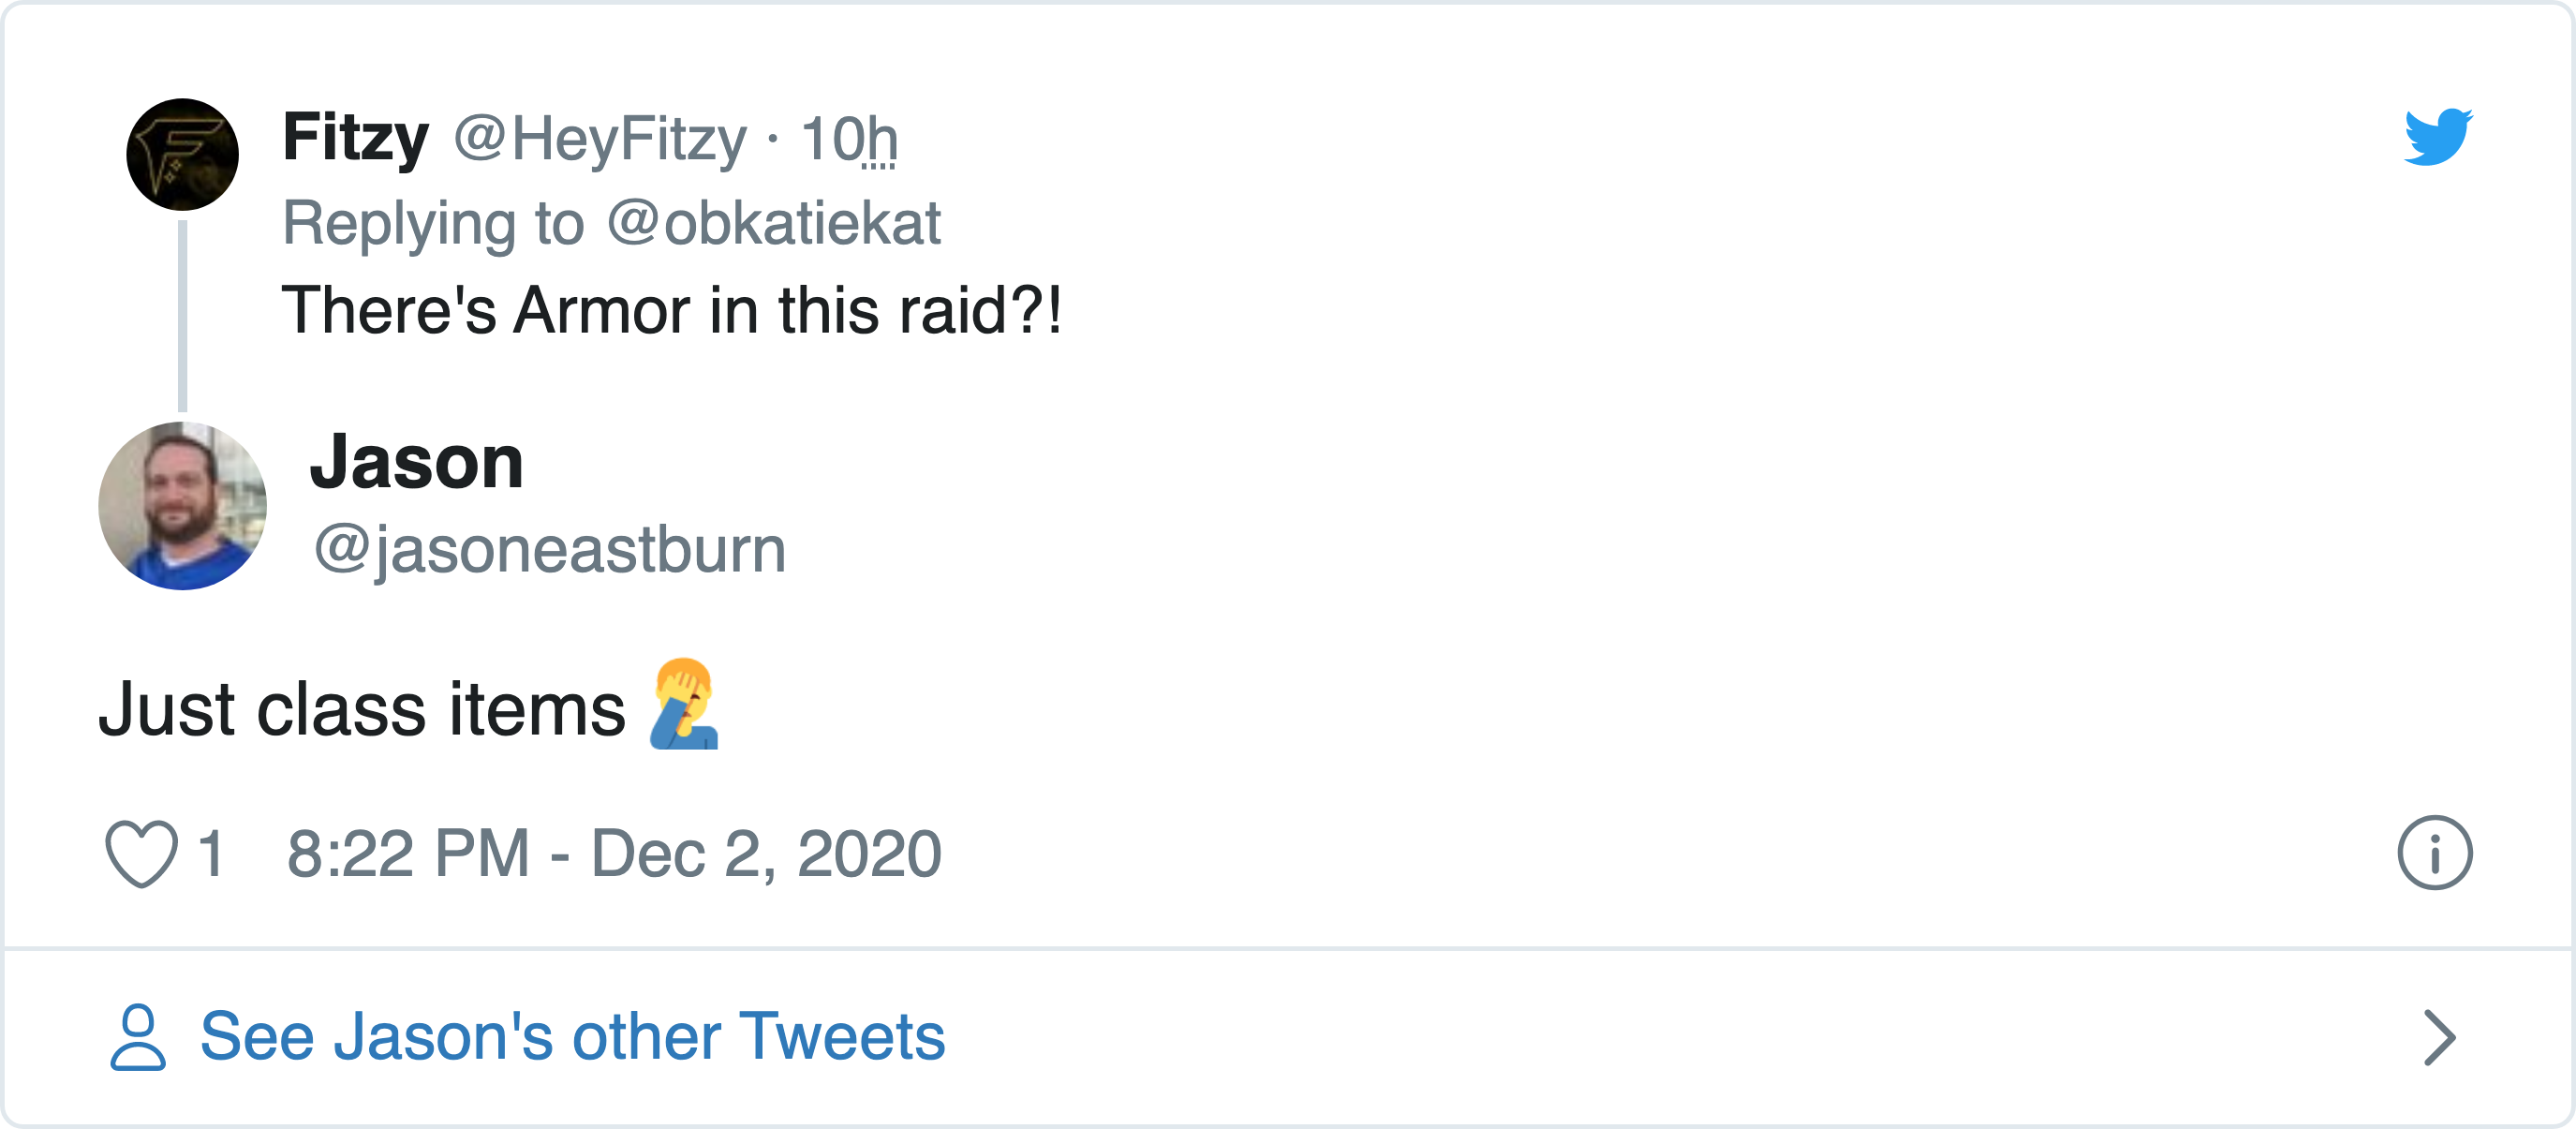 Fitzy @HeyFitzy · 10h
Replying to @obkatiekat
There's Armor in this raid?!
Jason
@jasoneastburn
Just class items 🤦‍♂️
1 8:22 PM - Dec 2, 2020
See Jason's other Tweets